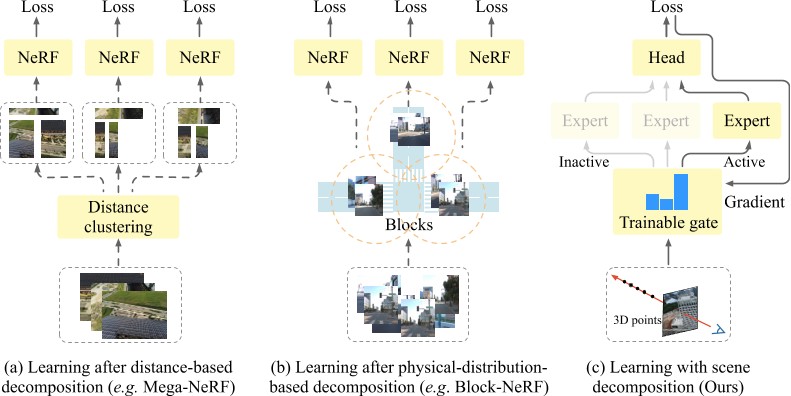 Loss Loss Loss
NeRF NeRF NeRF
Distance
clustering
(a) Learning after distance-based
decomposition (e.g. Mega-NeRF)
Loss Loss Loss
NeRF NeRF NeRF
Blocks
(b) Learning after physical-distribution-
based decomposition (e.g. Block-NeRF)
Loss
Head
Expert Expert Expert
Inactive Active
Trainable gate
Gradient
3D points
(c) Learning with scene
decomposition (Ours)